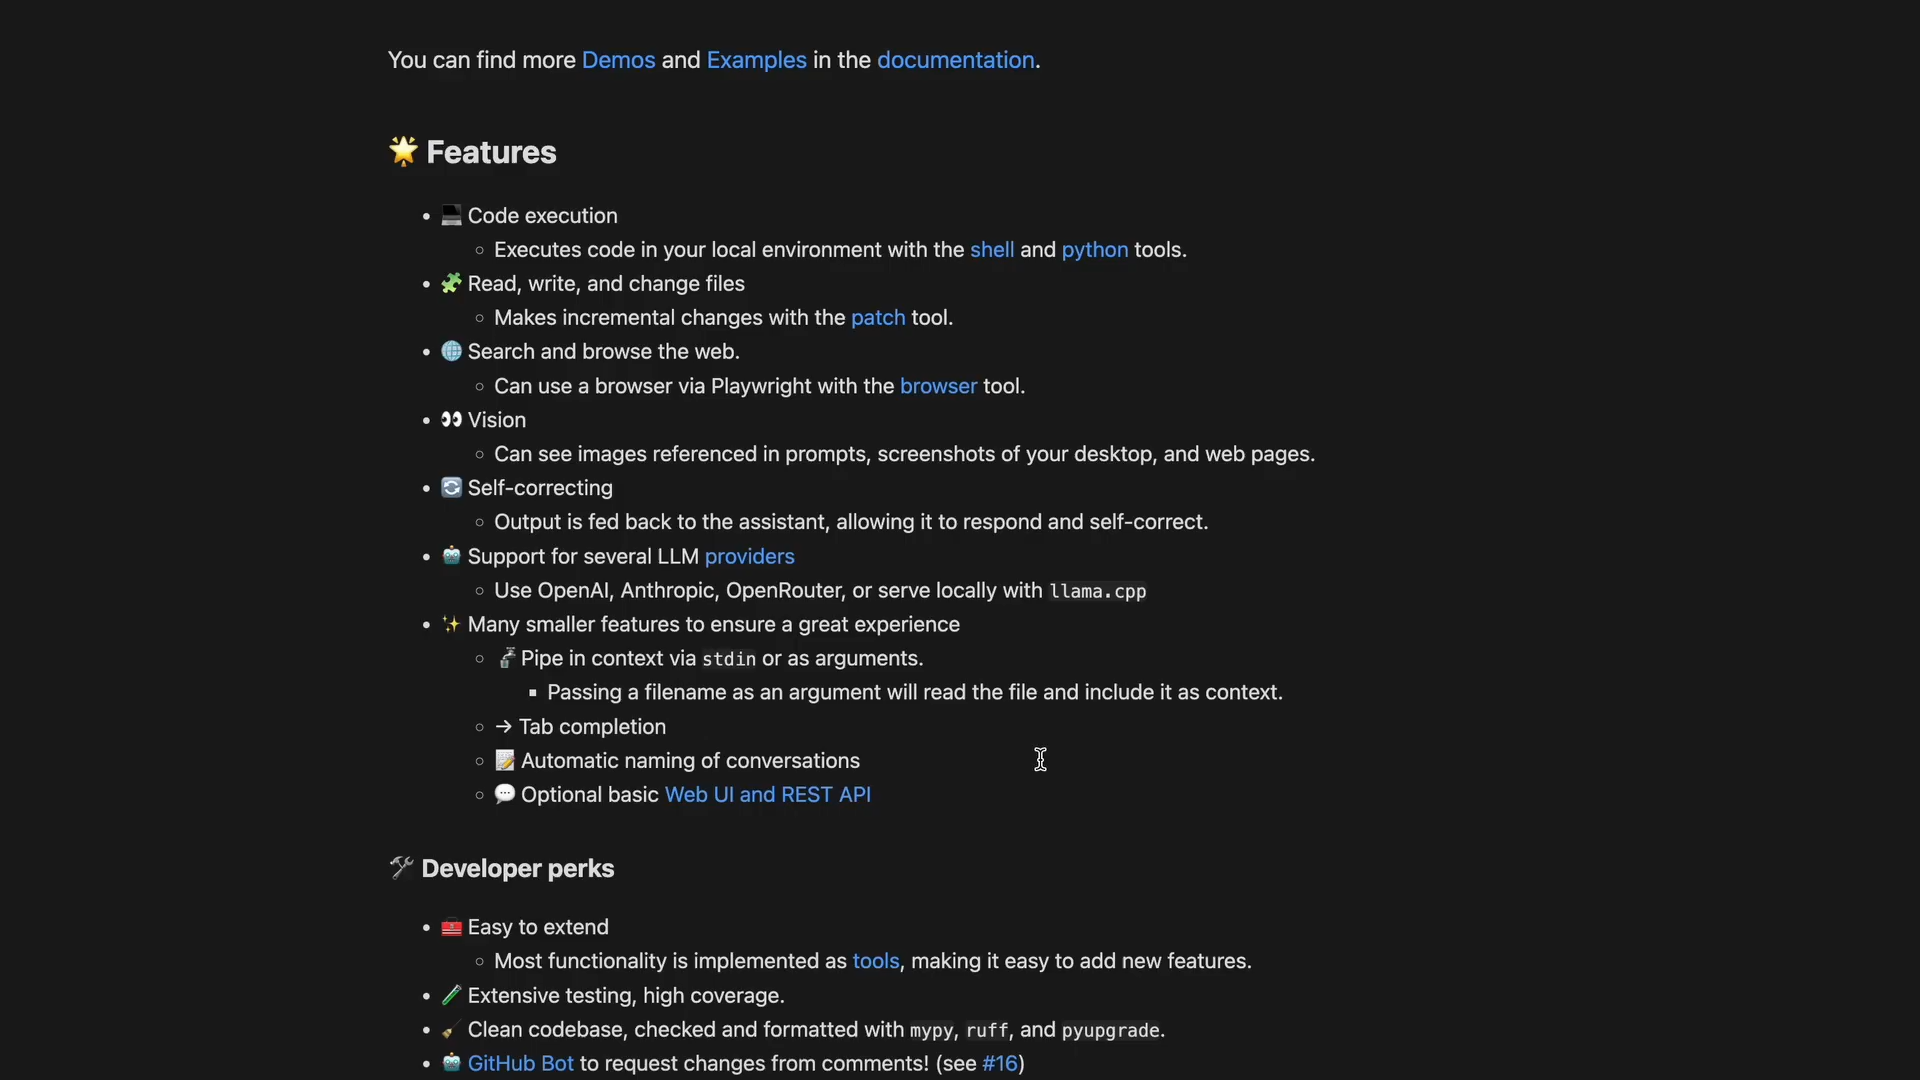 You can find more Demos and Examples in the documentation.
🌟 Features
• 💻 Code execution
◦ Executes code in your local environment with the shell and python tools.
• 🧩 Read, write, and change files
◦ Makes incremental changes with the patch tool.
• 🌐 Search and browse the web.
◦ Can use a browser via Playwright with the browser tool.
• 👀 Vision
◦ Can see images referenced in prompts, screenshots of your desktop, and web pages.
• 🔄 Self-correcting
◦ Output is fed back to the assistant, allowing it to respond and self-correct.
• 🤖 Support for several LLM providers
◦ Use OpenAI, Anthropic, OpenRouter, or serve locally with llama.cpp
• ✨ Many smaller features to ensure a great experience
◦ 🚰 Pipe in context via stdin or as arguments.
▪ Passing a filename as an argument will read the file and include it as context.
◦ → Tab completion
◦ 📝 Automatic naming of conversations
◦ 💬 Optional basic Web UI and REST API
🛠 Developer perks
• 🧰 Easy to extend
◦ Most functionality is implemented as tools, making it easy to add new features.
• 🧪 Extensive testing, high coverage.
• 🧹 Clean codebase, checked and formatted with mypy, ruff, and pyupgrade.
• 🤖 GitHub Bot to request changes from comments! (see #16)